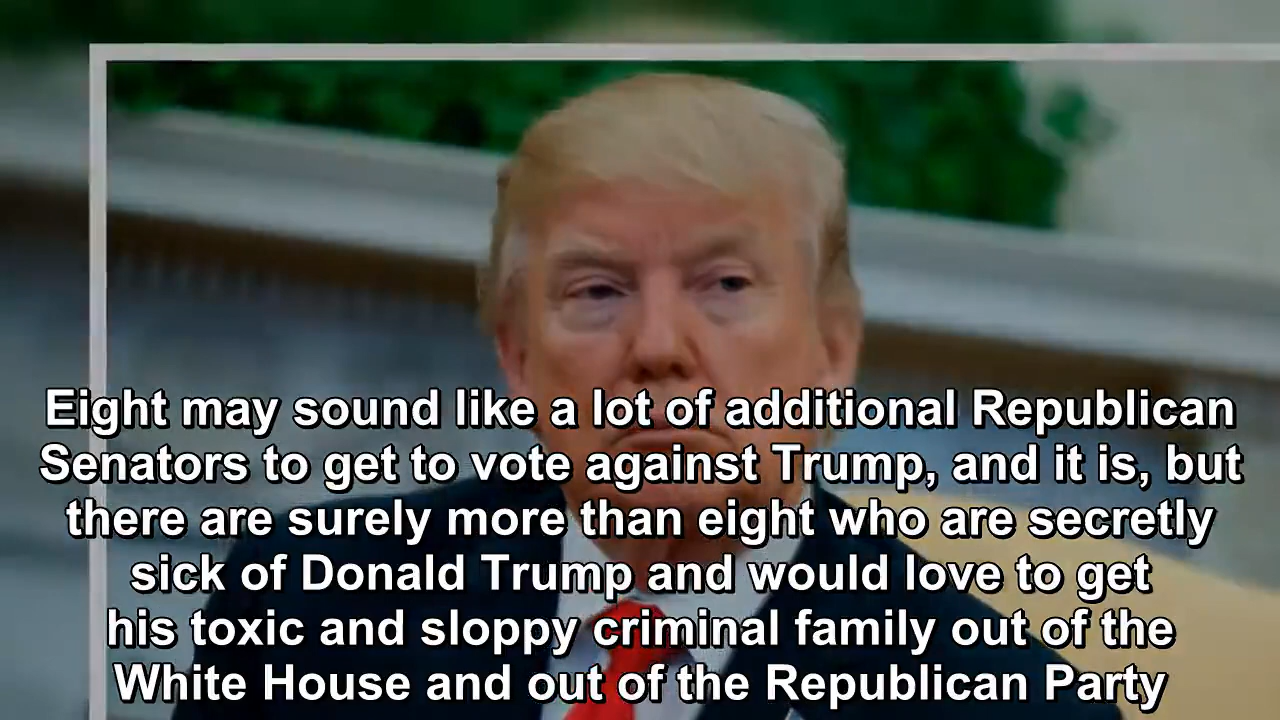 Eight may sound like a lot of additional Republican
Senators to get to vote against Trump, and it is, but
there are surely more than eight who are secretly
sick of Donald Trump and would love to get
his toxic and sloppy criminal family out of the
White House and out of the Republican Party